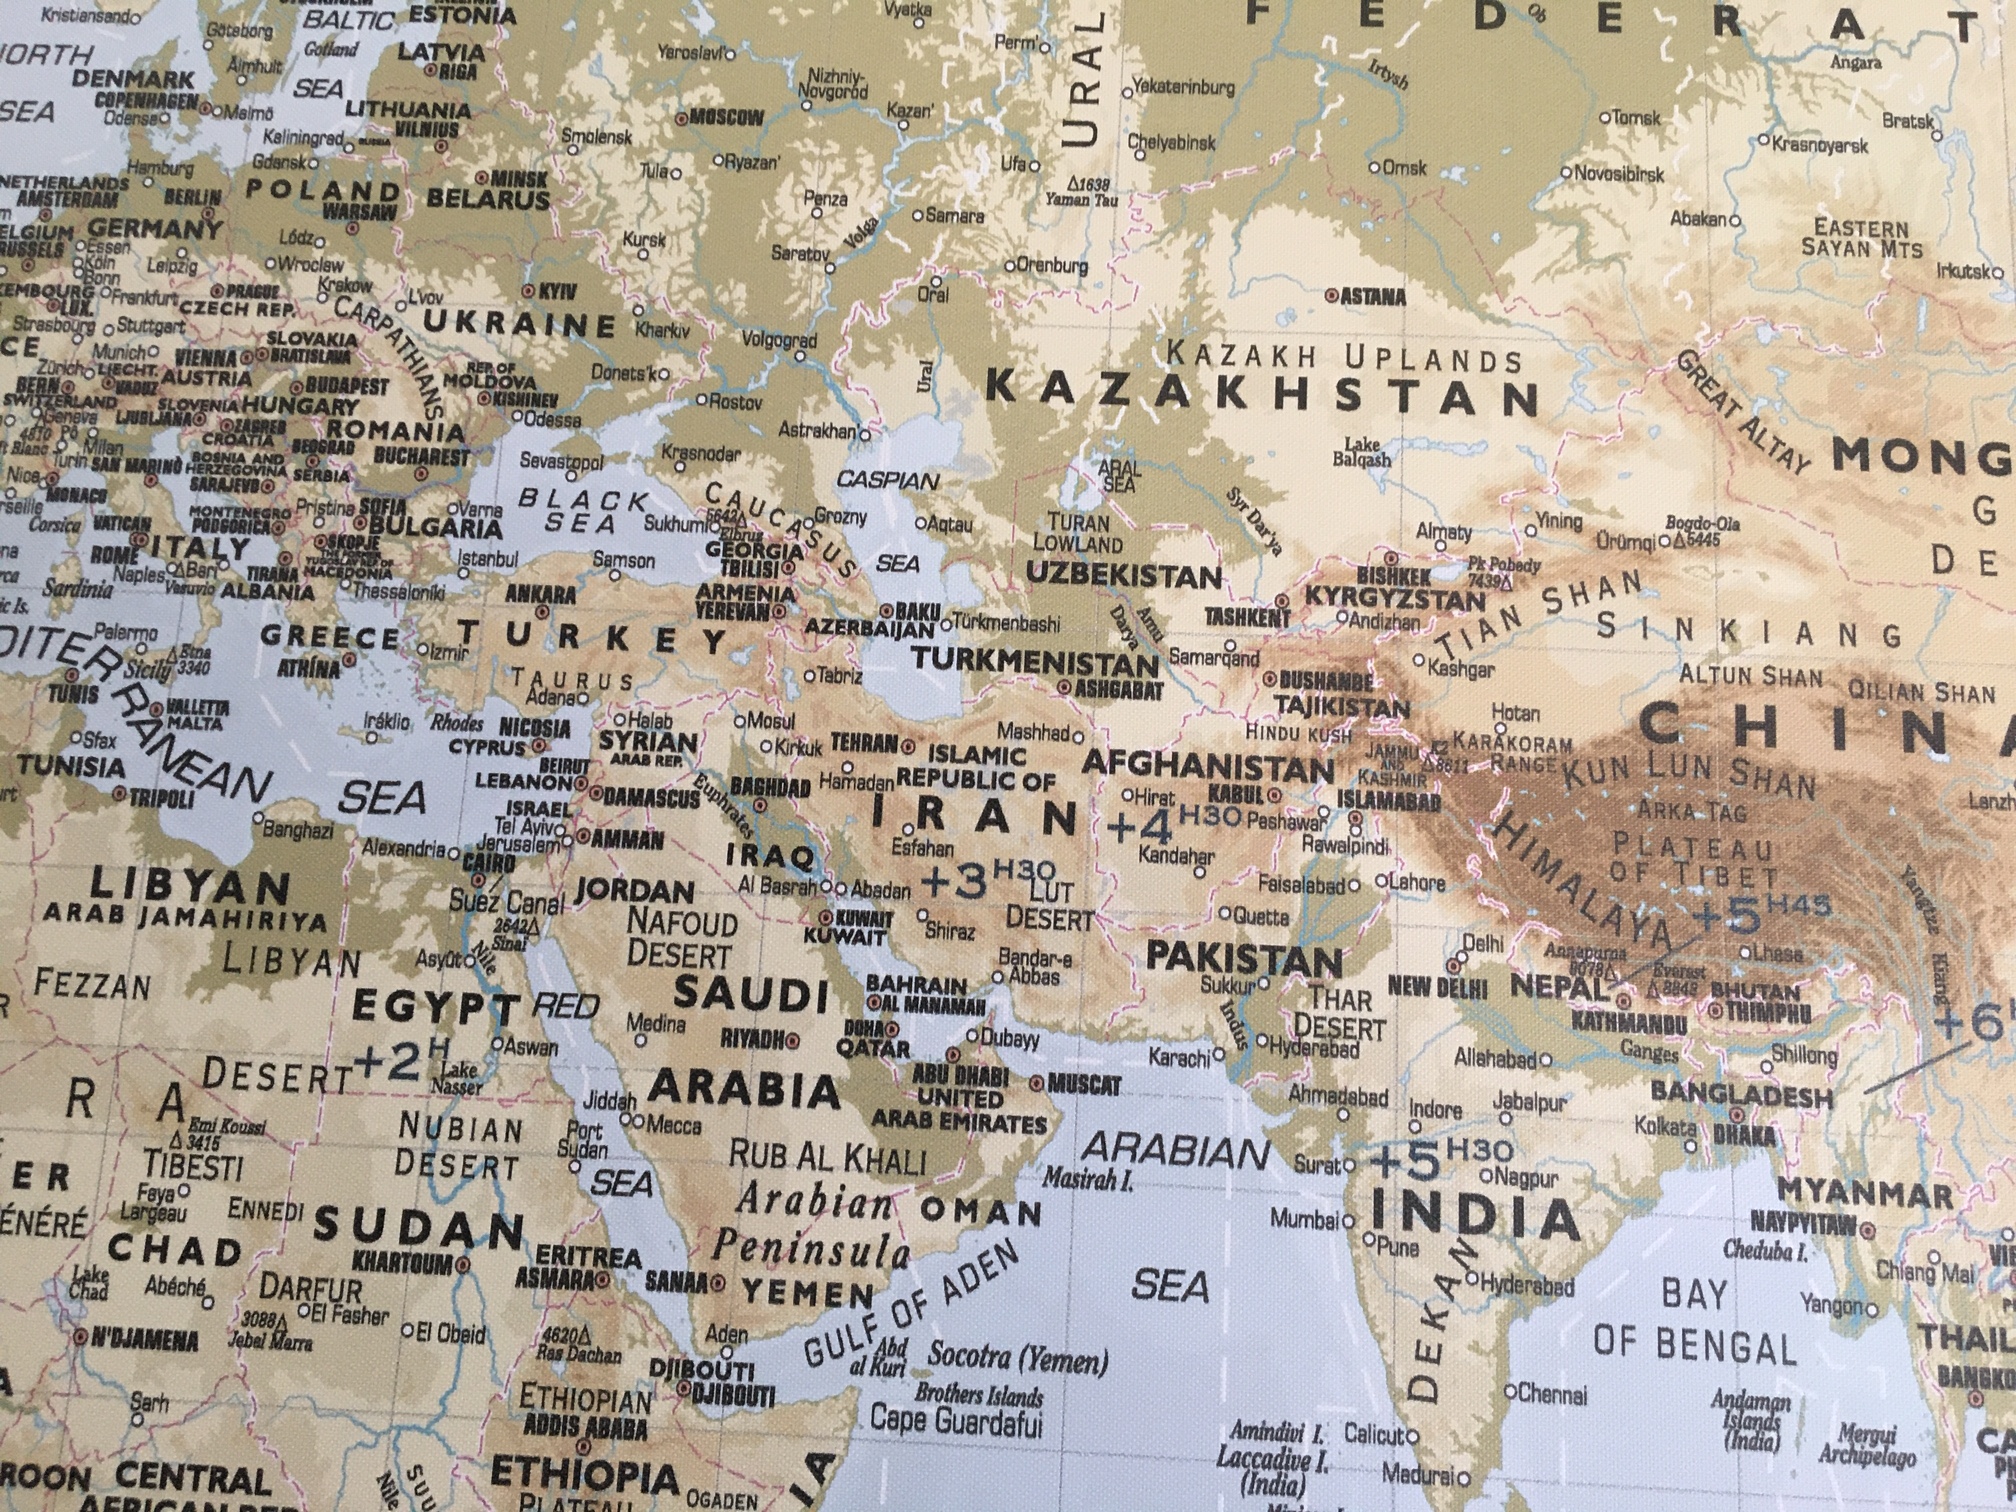 Kristiansand
Göteborg
BALTIC
ESTONIA
Vyatka
URAL
F E D E R A T
Ob
NORTH
Gotland
LATVIA
RIGA
Yaroslavl'
Perm'
Angara
DENMARK
Älmhult
SEA
Nizhniy-
Novgorod
Irtysh
COPENHAGEN
Malmö
LITHUANIA
MOSCOW
Kazan'
Yekaterinburg
Tomsk
Bratsk
SEA
Odense
Kaliningrad
RUSSIA
VILNIUS
Smolensk
Chelyabinsk
Krasnoyarsk
Hamburg
Gdansk
Tula
Ryazan'
Ufa
Omsk
Novosibirsk
NETHERLANDS
AMSTERDAM
BERLIN
POLAND
WARSAW
MINSK
BELARUS
Penza
Samara
1638
Yaman Tau
Abakan
EASTERN
SAYAN MTS
GERMANY
Essen
Köln
Bonn
Leipzig
Lódz
Wroclaw
Kursk
Saratov
Volga
Orenburg
Irkutsk
LUX.
Frankfurt
PRAGUE
CZECH REP.
Krakow
Lvov
KYIV
Oral
ASTANA
Strasbourg
Stuttgart
CARPATHIANS
UKRAINE
Kharkiv
Volgograd
Ural
KAZAKH UPLANDS
GREAT ALTAY
Munich
VIENNA
SLOVAKIA
BRATISLAVA
Zürich
LIECHT.
VADUZ
AUSTRIA
BUDAPEST
REP. OF
MOLDOVA
KISHINEV
Donets'k
KAZAKHSTAN
BERN
SWITZERLAND
Geneva
LJUBLJANA
SLOVENIA
HUNGARY
Odessa
Rostov
Astrakhan'
MONG
Pô
Milan
ZAGREB
CROATIA
ROMANIA
BEOGRAD
BUCHAREST
Sevastopol
Krasnodar
CASPIAN
SEA
ARAL
SEA
Lake
Balqash
Turin
SAN MARINO
BOSNIA AND
HERZEGOVINA
SARAJEVO
SERBIA
Nice
MONACO
BLACK
SEA
CAUCASUS
Syr Dar'ya
G
Corsica
VATICAN
ROME
MONTENEGRO
PODGORICA
Pristina
SOFIA
Varna
BULGARIA
Sukhumi
5642
Elbrus
Grozny
Aqtau
TURAN
LOWLAND
Almaty
Yining
Ürümqi
Bogdo-Ola
5445
ITALY
SKOPJE
THE FORMER
YUGOSLAV REP. OF
MACEDONIA
Istanbul
Samson
GEORGIA
TBILISI
UZBEKISTAN
BISHKEK
Pk Pobedy
7439
D E
Naples
Bari
Vesuvio
TIRANA
ALBANIA
Thessaloníki
ANKARA
ARMENIA
YEREVAN
BAKU
AZERBAIJAN
Türkmenbashi
Amu
Darya
TASHKENT
KYRGYZSTAN
Andizhan
TIAN SHAN
Sardinia
Palermo
Sicily
Etna
3340
GREECE
ATHÍNA
Izmir
TURKEY
Tabriz
TURKMENISTAN
ASHGABAT
Samarqand
Kashgar
SINKIANG
TUNIS
VALLETTA
MALTA
TAURUS
Adana
DUSHANBE
TAJIKISTAN
ALTUN SHAN
QILIAN SHAN
Sfax
Iráklio
Rhodes
NICOSIA
CYPRUS
Halab
Mosul
Kirkuk
TEHRAN
Mashhad
HINDU KUSH
Hotan
CHINA
TUNISIA
SYRIAN
ARAB REP.
ISLAMIC
REPUBLIC OF
IRAN
AFGHANISTAN
JAMMU
AND
KASHMIR
K2
8611
KARAKORAM
RANGE
KUN LUN SHAN
TRIPOLI
SEA
BEIRUT
LEBANON
DAMASCUS
Euphrates
BAGHDAD
Hamadan
Hirat
KABUL
ISLAMABAD
ARKA TAG
Banghazi
ISRAEL
Tel Aviv
Jerusalem
AMMAN
Esfahan
+4 H30
Peshawar
Kandahar
Rawalpindi
HIMALAYA
PLATEAU
OF TIBET
Yangtze
LIBYAN
ARAB JAMAHIRIYA
Alexandria
CAIRO
Suez Canal
JORDAN
IRAQ
Al Basrah
Abadan
+3 H30
LUT
DESERT
Faisalabad
Lahore
+5 H45
LIBYAN
2642
Sinai
NAFOUD
DESERT
KUWAIT
KUWAIT
Shiraz
Quetta
Delhi
Lhasa
FEZZAN
Asyût
Nile
Bandar-e
Abbas
PAKISTAN
Sukkur
NEW DELHI
Annapurna
8078
Everest
8848
EGYPT
RED
SAUDI
BAHRAIN
AL MANAMAH
THAR
DESERT
NEPAL
KATHMANDU
BHUTAN
THIMPHU
DESERT
+2 H
Aswan
Lake
Nasser
Medina
RIYADH
DOHA
QATAR
Dubayy
Karachi
Indus
Hyderabad
Allahabad
Ganges
Shillong
+6
R A
Emi Koussi
3415
TIBESTI
ARABIA
ABU DHABI
UNITED
ARAB EMIRATES
MUSCAT
Ahmadabad
Indore
Jabalpur
BANGLADESH
DHAKA
Kolkata
NUBIAN
DESERT
Jiddah
Mecca
Port
Sudan
SEA
RUB AL KHALI
Arabian
Peninsula
ARABIAN
SEA
Masirah I.
Surat
+5 H30
Nagpur
Faya
Largeau
ENNEDI
OMAN
Mumbai
INDIA
MYANMAR
NAYPYITAW
Cheduba I.
CHAD
SUDAN
KHARTOUM
ERITREA
ASMARA
SANAA
YEMEN
GULF OF ADEN
Pune
Hyderabad
DEKAN
BAY
OF BENGAL
Chiang Mai
Yangon
Lake
Chad
Abéché
DARFUR
El Fasher
3088
Jebel Marra
El Obeid
N'DJAMENA
4620
Ras Dachan
Aden
Abd
al Kuri
Socotra (Yemen)
Brothers Islands
Cape Guardafui
DJIBOUTI
DJIBOUTI
THAIL
BANGKO
Sarh
ETHIOPIAN
ADDIS ABABA
ETHIOPIA
PLATEAU
OGADEN
Chennai
Andaman
Islands
(India)
Mergui
Archipelago
Amindivi I.
Laccadive I.
(India)
Calicut
Madurai
CENTRAL
Nile